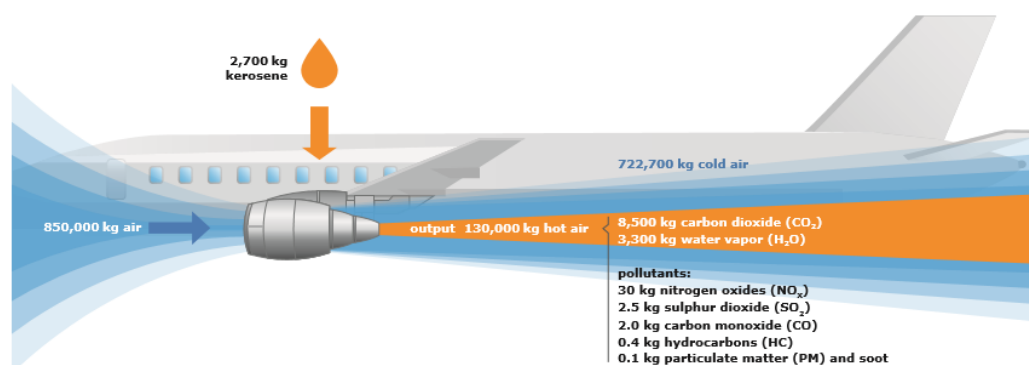 2,700 kg
kerosene
722,700 kg cold air
850,000 kg air
output 130,000 kg hot air
8,500 kg carbon dioxide (CO₂)
3,300 kg water vapor (H₂O)
pollutants:
30 kg nitrogen oxides (NOₓ)
2.5 kg sulphur dioxide (SO₂)
2.0 kg carbon monoxide (CO)
0.4 kg hydrocarbons (HC)
0.1 kg particulate matter (PM) and soot